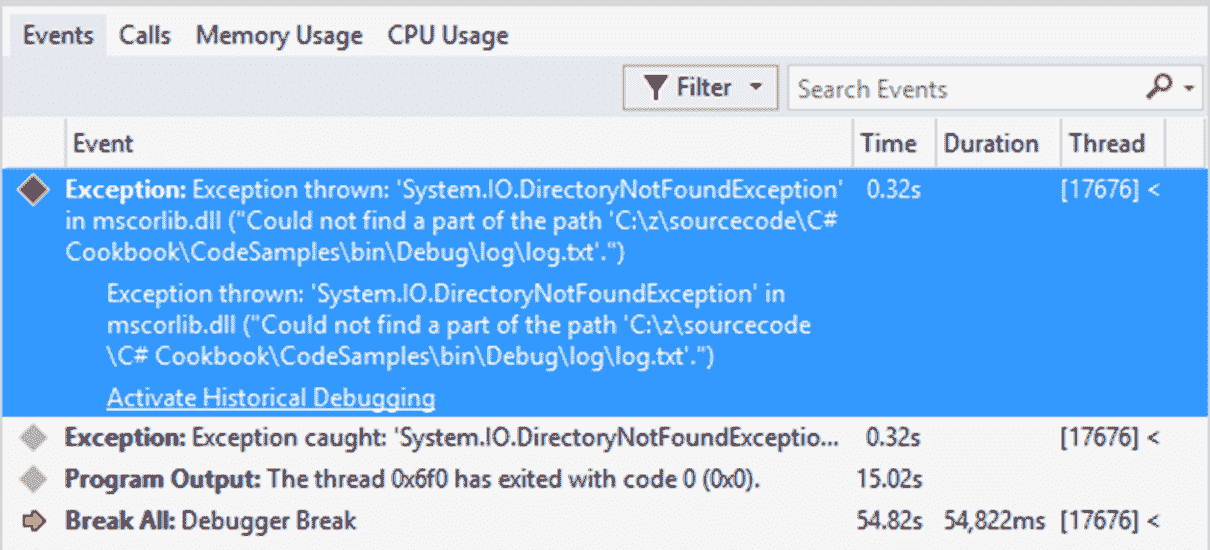 Events Calls Memory Usage CPU Usage
Filter Search Events
Event Time Duration Thread
Exception: Exception thrown: 'System.IO.DirectoryNotFoundException' 0.32s [17676] <
in mscorlib.dll ("Could not find a part of the path 'C:\z\sourcecode\C#
Cookbook\CodeSamples\bin\Debug\log\log.txt'.")
Exception thrown: 'System.IO.DirectoryNotFoundException' in
mscorlib.dll ("Could not find a part of the path 'C:\z\sourcecode
\C# Cookbook\CodeSamples\bin\Debug\log\log.txt'.")
Activate Historical Debugging
Exception: Exception caught: 'System.IO.DirectoryNotFoundExceptio... 0.32s [17676] <
Program Output: The thread 0x6f0 has exited with code 0 (0x0). 15.02s
Break All: Debugger Break 54.82s 54,822ms [17676] <